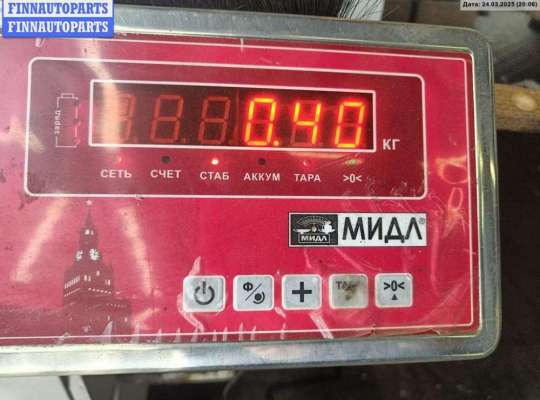 FINNAUTOPARTS
FINNAUTOPARTS
Дата: 24.03.2025 (20:06)
0.40
кг
заряд
СЕТЬ СЧЕТ СТАБ АККУМ ТАРА >0<
МИДЛ
МИДЛ®
Ф
>0<